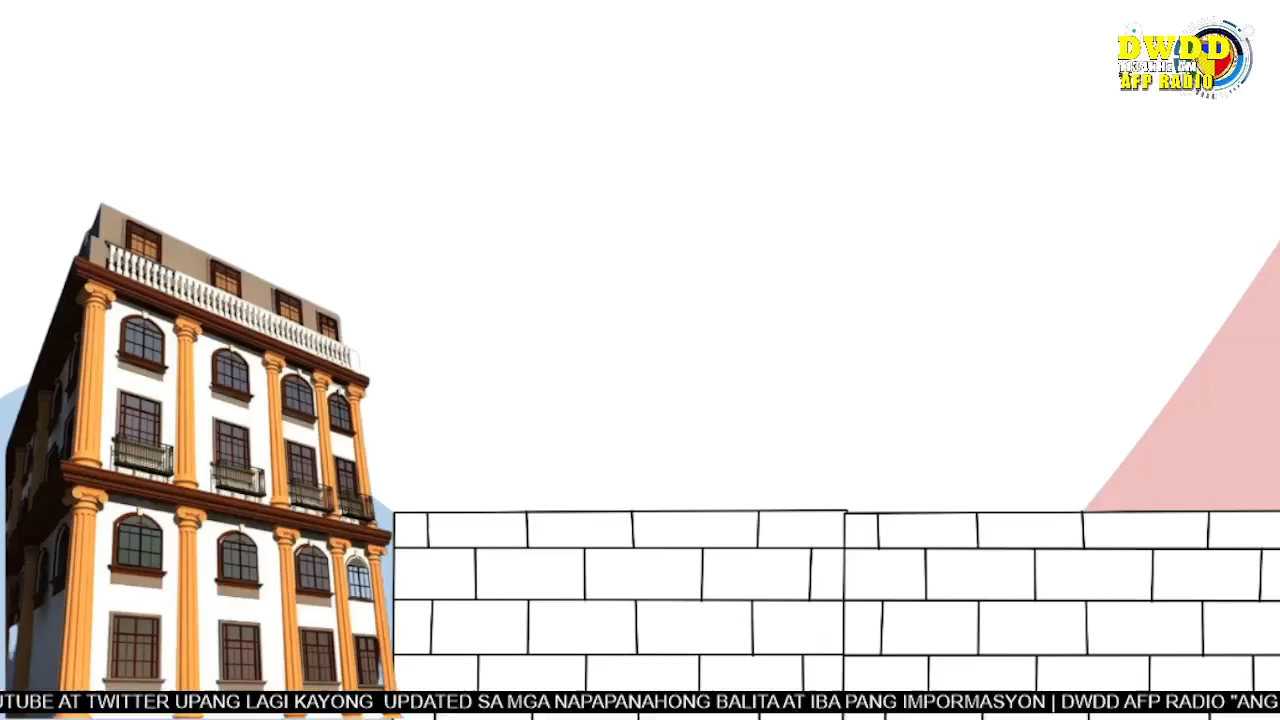 DWDD
AFP RADIO
UTUBE AT TWITTER UPANG LAGI KAYONG UPDATED SA MGA NAPAPANAHONG BALITA AT IBA PANG IMPORMASYON | DWDD AFP RADIO "ANG